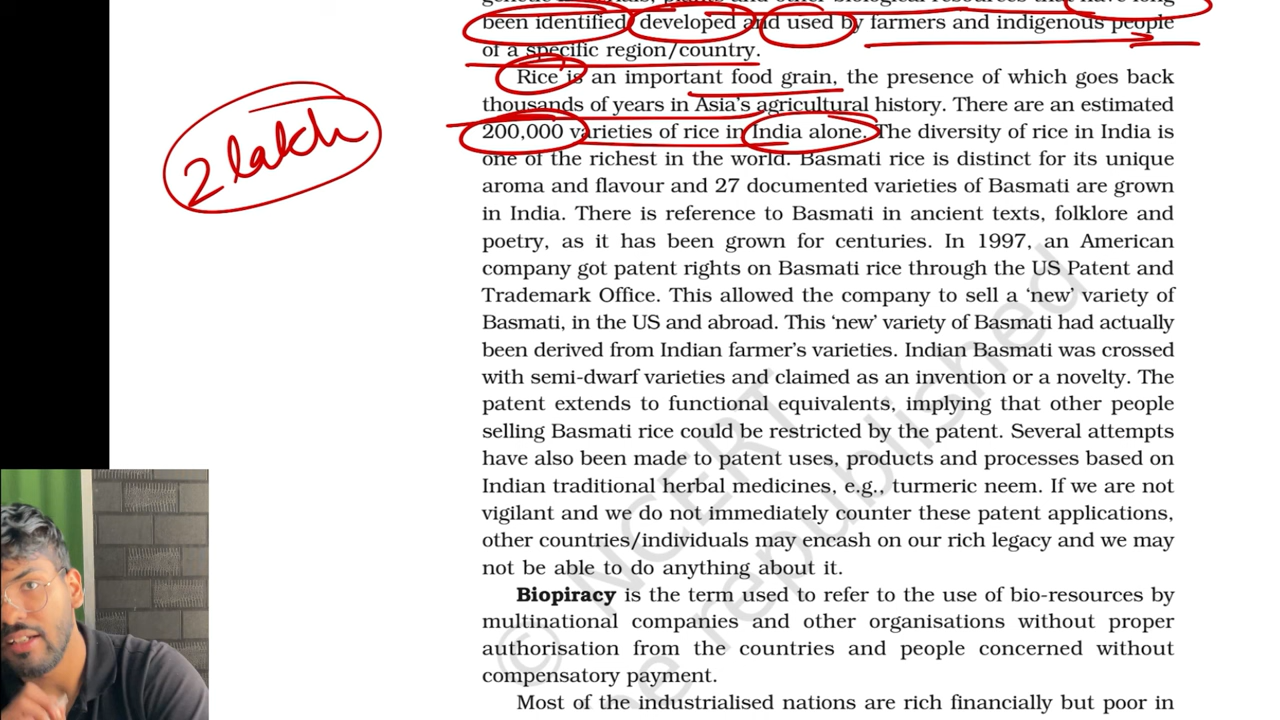 genetic materials, plants and other biological resources that have long
been identified, developed and used by farmers and indigenous people
of a specific region/country.
Rice is an important food grain, the presence of which goes back
thousands of years in Asia's agricultural history. There are an estimated
200,000 varieties of rice in India alone. The diversity of rice in India is
one of the richest in the world. Basmati rice is distinct for its unique
aroma and flavour and 27 documented varieties of Basmati are grown
in India. There is reference to Basmati in ancient texts, folklore and
poetry, as it has been grown for centuries. In 1997, an American
company got patent rights on Basmati rice through the US Patent and
Trademark Office. This allowed the company to sell a 'new' variety of
Basmati, in the US and abroad. This 'new' variety of Basmati had actually
been derived from Indian farmer's varieties. Indian Basmati was crossed
with semi-dwarf varieties and claimed as an invention or a novelty. The
patent extends to functional equivalents, implying that other people
selling Basmati rice could be restricted by the patent. Several attempts
have also been made to patent uses, products and processes based on
Indian traditional herbal medicines, e.g., turmeric neem. If we are not
vigilant and we do not immediately counter these patent applications,
other countries/individuals may encash on our rich legacy and we may
not be able to do anything about it.
Biopiracy is the term used to refer to the use of bio-resources by
multinational companies and other organisations without proper
authorisation from the countries and people concerned without
compensatory payment.
Most of the industrialised nations are rich financially but poor in
2 lakh
© NCERT
be republished